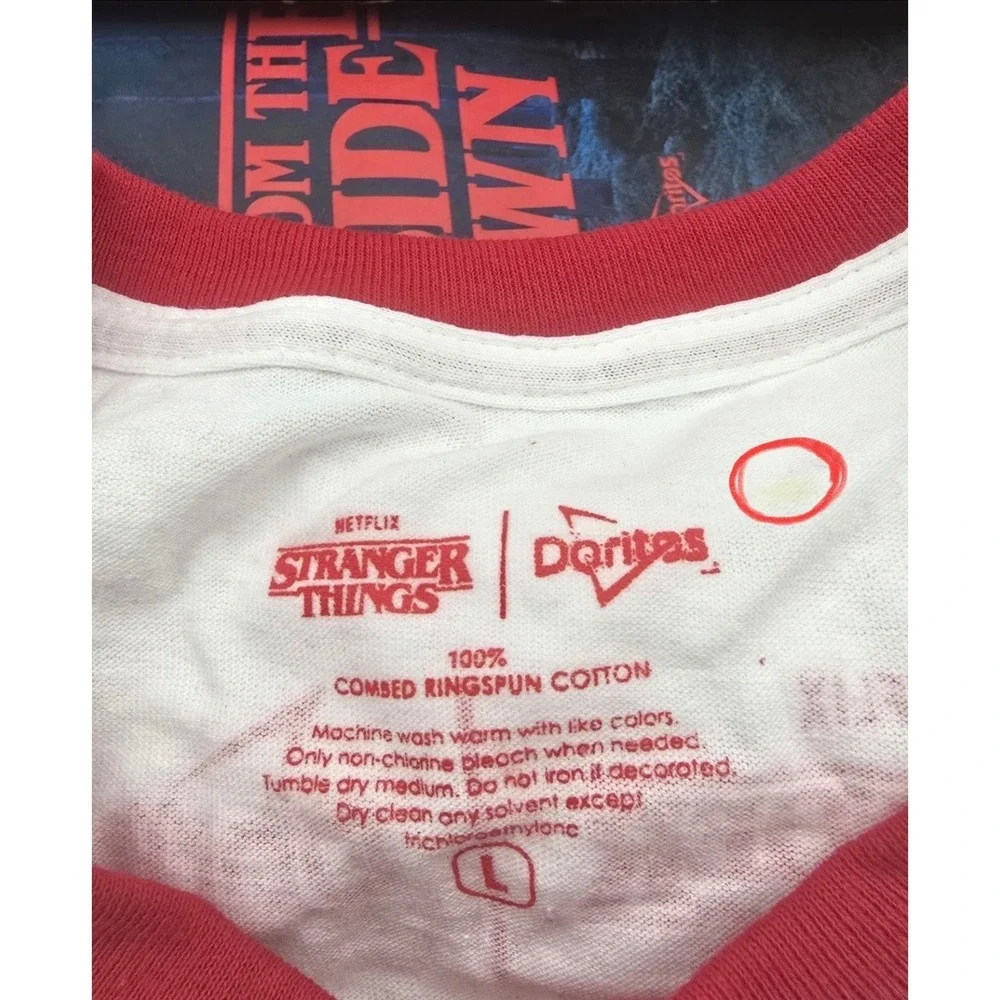 OM THE
IDE
WN
Doritos
NETFLIX
STRANGER
THINGS
Doritos
100%
COMBED RINGSPUN COTTON
Machine wash warm with like colors.
Only non-chlorine bleach when needed.
Tumble dry medium. Do not iron if decorated.
Dry clean any solvent except
trichloroethylene
L